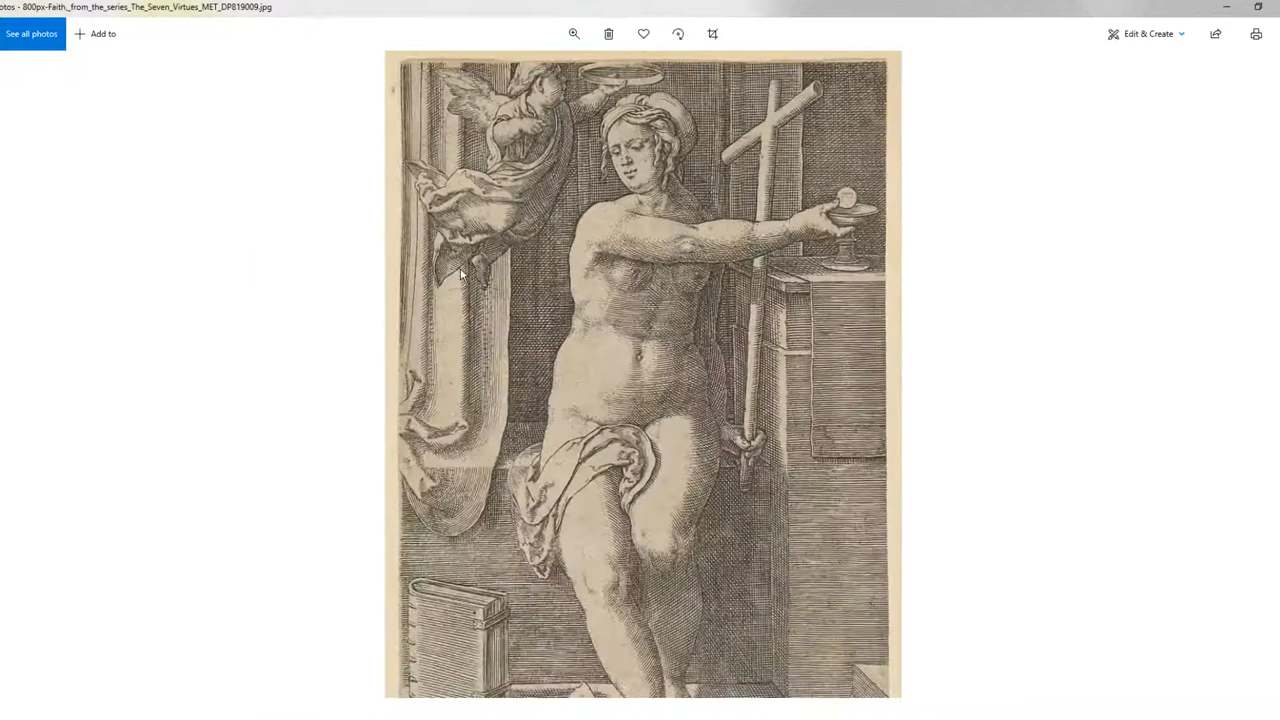 otos - 800px-Faith,_from_the_series_The_Seven_Virtues_MET_DP819009.jpg
See all photos
Add to
Edit & Create